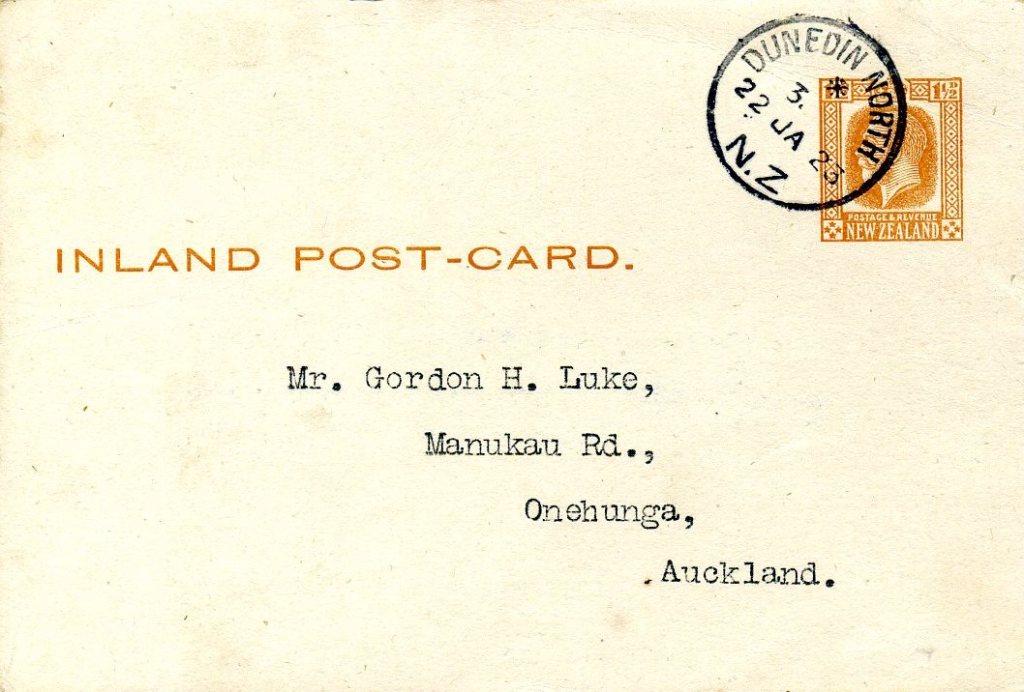 DUNEDIN NORTH
3.
22 JA 25
N.Z
1½D
POSTAGE & REVENUE
NEW ZEALAND
INLAND POST-CARD.
Mr. Gordon H. Luke,
Manukau Rd.,
Onehunga,
Auckland.